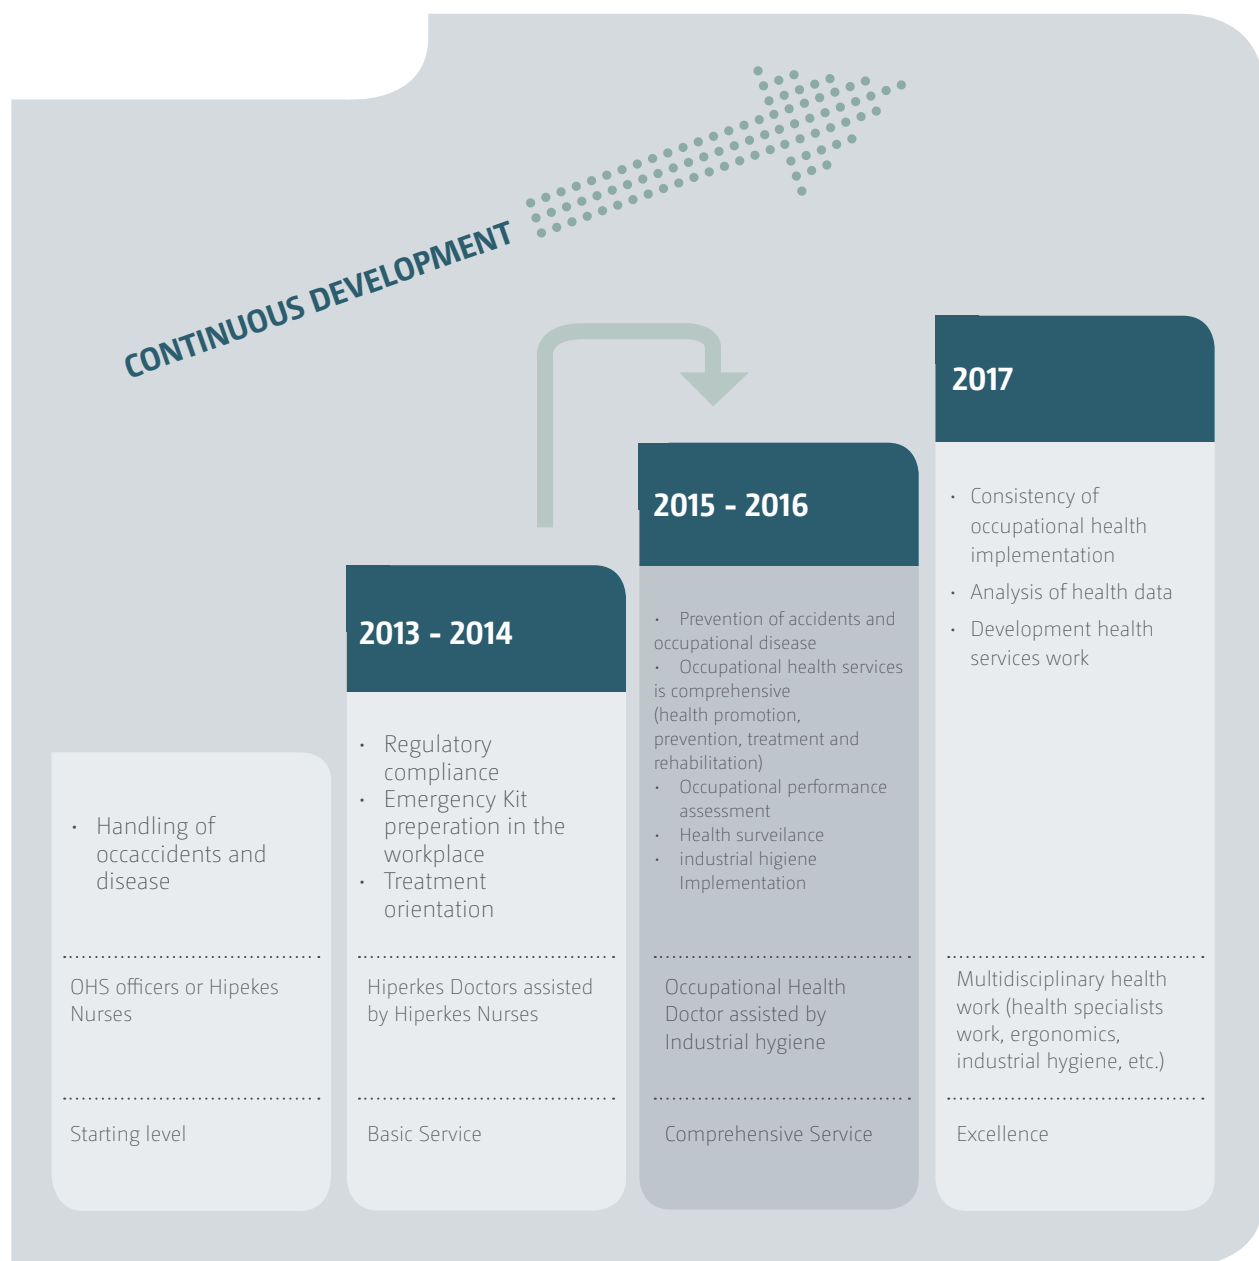 CONTINUOUS DEVELOPMENT
• Handling of
occaccidents and
disease
OHS officers or Hipekes
Nurses
Starting level
2013 - 2014
• Regulatory
compliance
• Emergency Kit
preperation in the
workplace
• Treatment
orientation
Hiperkes Doctors assisted
by Hiperkes Nurses
Basic Service
2015 - 2016
• Prevention of accidents and
occupational disease
• Occupational health services
is comprehensive
(health promotion,
prevention, treatment and
rehabilitation)
• Occupational performance
assessment
• Health surveilance
• industrial higiene
Implementation
Occupational Health
Doctor assisted by
Industrial hygiene
Comprehensive Service
2017
• Consistency of
occupational health
implementation
• Analysis of health data
• Development health
services work
Multidisciplinary health
work (health specialists
work, ergonomics,
industrial hygiene, etc.)
Excellence